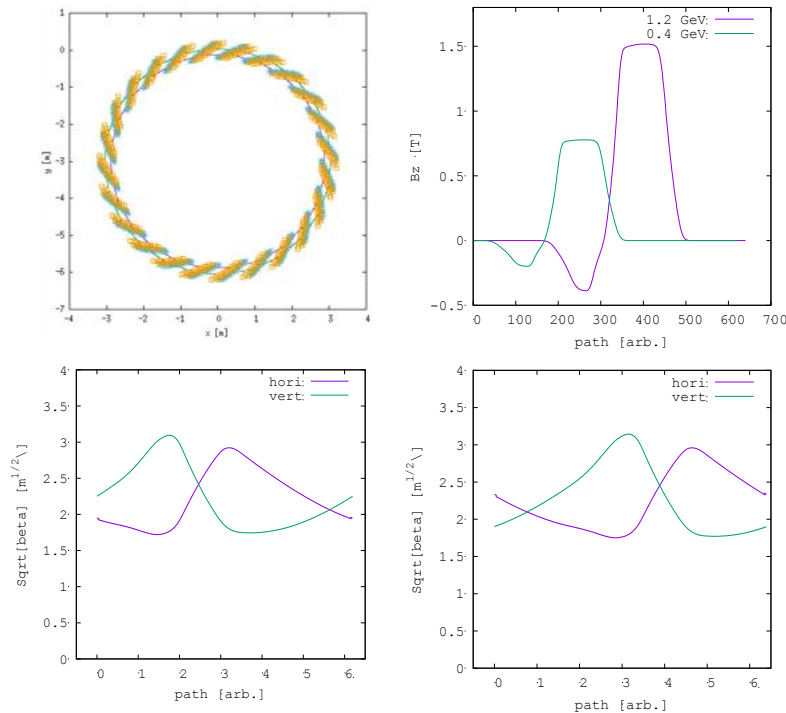 1
0
-1
-2
-3
-4
-5
-6
-7
y [m]
-4 -3 -2 -1 0 1 2 3 4
x [m]
1.2 GeV
0.4 GeV
1.5
1
0.5
0
-0.5
Bz [T]
0 100 200 300 400 500 600 700
path [arb.]
hori
vert
4
3.5
3
2.5
2
1.5
1
0.5
0
Sqrt[beta] [m^1/2\]
0 1 2 3 4 5 6
path [arb.]
hori
vert
4
3.5
3
2.5
2
1.5
1
0.5
0
Sqrt[beta] [m^1/2\]
0 1 2 3 4 5 6
path [arb.]